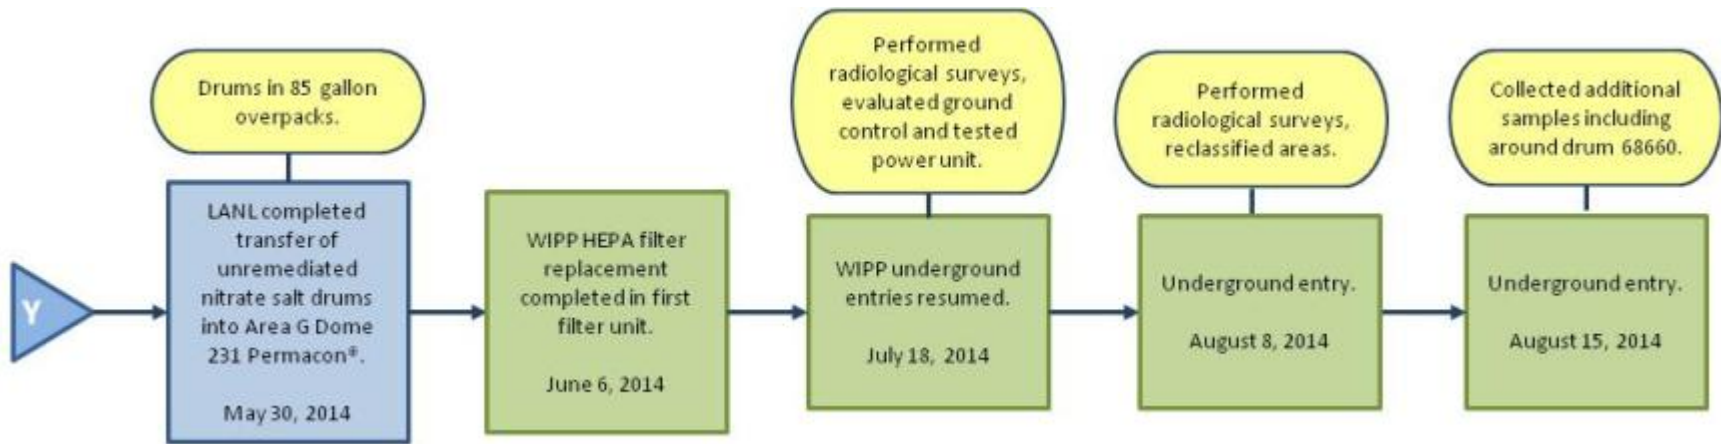 Y
Drums in 85 gallon
overpacks.
LANL completed
transfer of
unremediated
nitrate salt drums
into Area G Dome
231 Permacon®.
May 30, 2014
WIPP HEPA filter
replacement
completed in first
filter unit.
June 6, 2014
Performed
radiological surveys,
evaluated ground
control and tested
power unit.
WIPP underground
entries resumed.
July 18, 2014
Performed
radiological surveys,
reclassified areas.
Underground entry.
August 8, 2014
Collected additional
samples including
around drum 68660.
Underground entry.
August 15, 2014